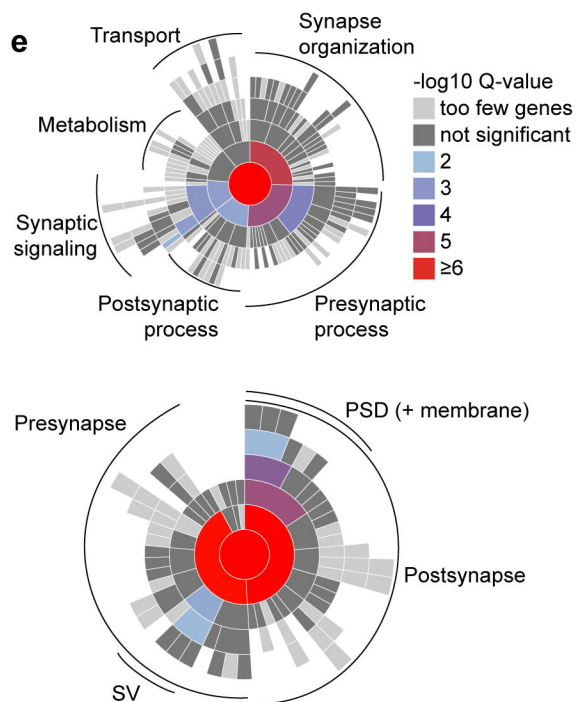 e
Transport
Synapse
organization
-log10 Q-value
too few genes
not significant
2
3
4
5
≥6
Metabolism
Synaptic
signaling
Postsynaptic
process
Presynaptic
process
PSD (+ membrane)
Presynapse
Postsynapse
SV